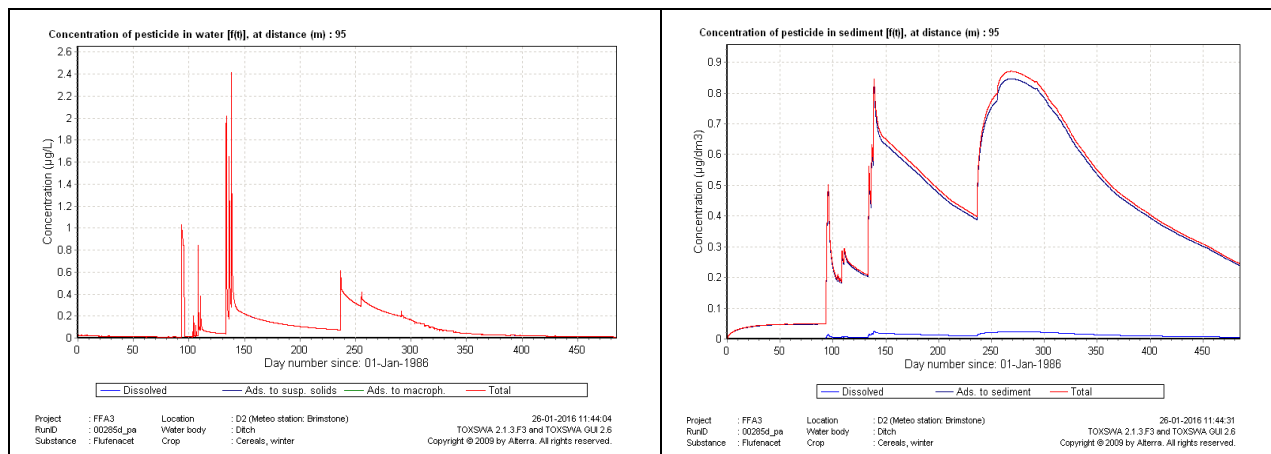 Concentration of pesticide in water [f(t)], at distance (m) : 95
Concentration (µg/L)
2.6
2.4
2.2
2
1.8
1.6
1.4
1.2
1
0.8
0.6
0.4
0.2
0
0 50 100 150 200 250 300 350 400 450
Day number since: 01-Jan-1986
Dissolved Ads. to susp. solids Ads. to macroph. Total
Project : FFA3 Location : D2 (Meteo station: Brimstone) 26-01-2016 11:44:04
RunID : 00285d_pa Water body : Ditch TOXSWA 2.1.3.F3 and TOXSWA GUI 2.6
Substance : Flufenacet Crop : Cereals, winter Copyright © 2009 by Alterra. All rights reserved.
Concentration of pesticide in sediment [f(t)], at distance (m) : 95
Concentration (µg/dm3)
0.9
0.8
0.7
0.6
0.5
0.4
0.3
0.2
0.1
0
0 50 100 150 200 250 300 350 400 450
Day number since: 01-Jan-1986
Dissolved Ads. to sediment Total
Project : FFA3 Location : D2 (Meteo station: Brimstone) 26-01-2016 11:44:31
RunID : 00285d_pa Water body : Ditch TOXSWA 2.1.3.F3 and TOXSWA GUI 2.6
Substance : Flufenacet Crop : Cereals, winter Copyright © 2009 by Alterra. All rights reserved.